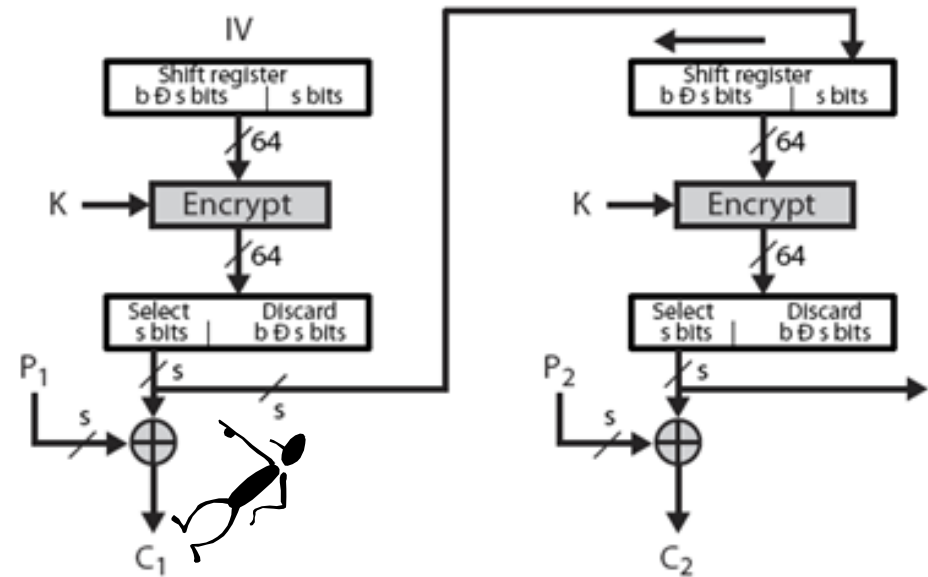 IV
Shift register
b Đ s bits | s bits
64
K
Encrypt
64
Select Discard
s bits | b Đ s bits
P1
s
s
s
C1
Shift register
b Đ s bits | s bits
64
K
Encrypt
64
Select Discard
s bits | b Đ s bits
P2
s
s
C2